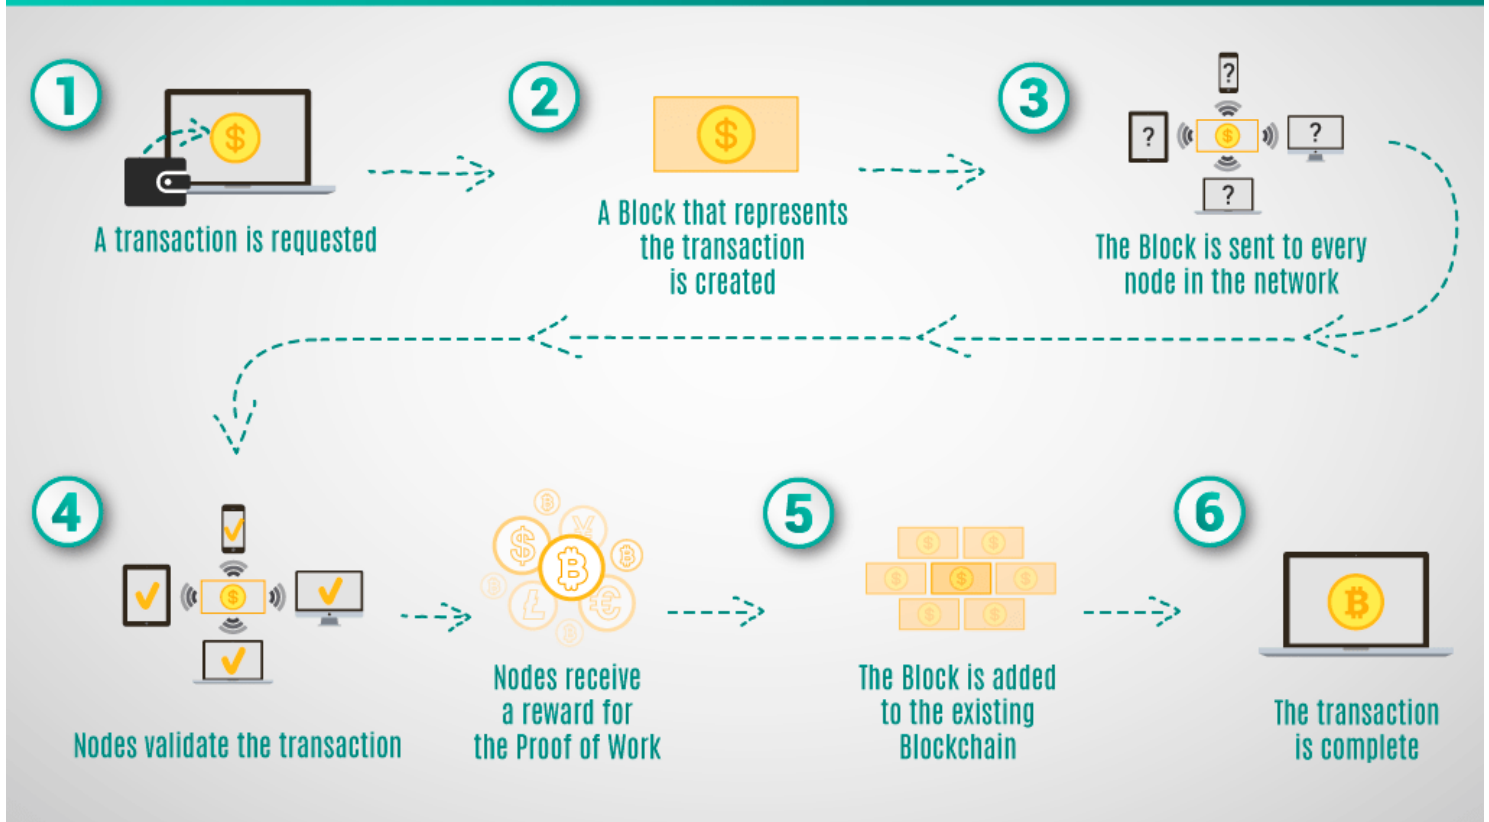 1
A transaction is requested
2
A Block that represents
the transaction
is created
3
The Block is sent to every
node in the network
4
Nodes validate the transaction
Nodes receive
a reward for
the Proof of Work
5
The Block is added
to the existing
Blockchain
6
The transaction
is complete